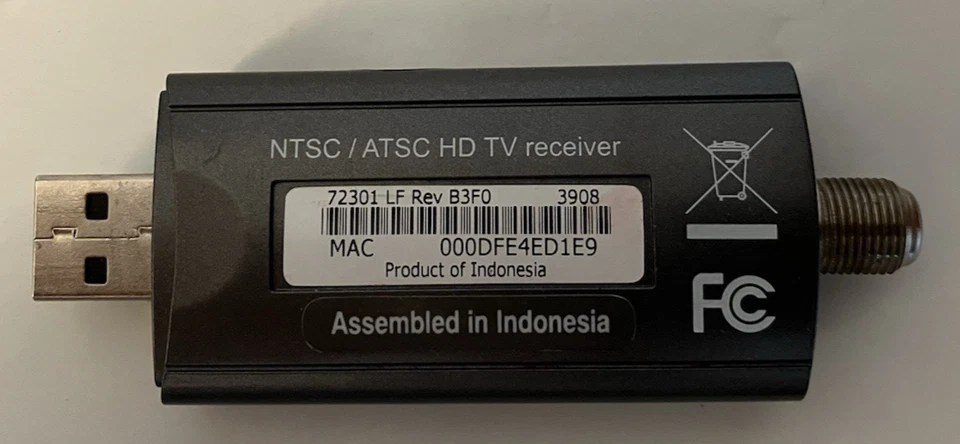 NTSC / ATSC HD TV receiver
72301 LF Rev B3F0 3908
MAC 000DFE4ED1E9
Product of Indonesia
Assembled in Indonesia
FC